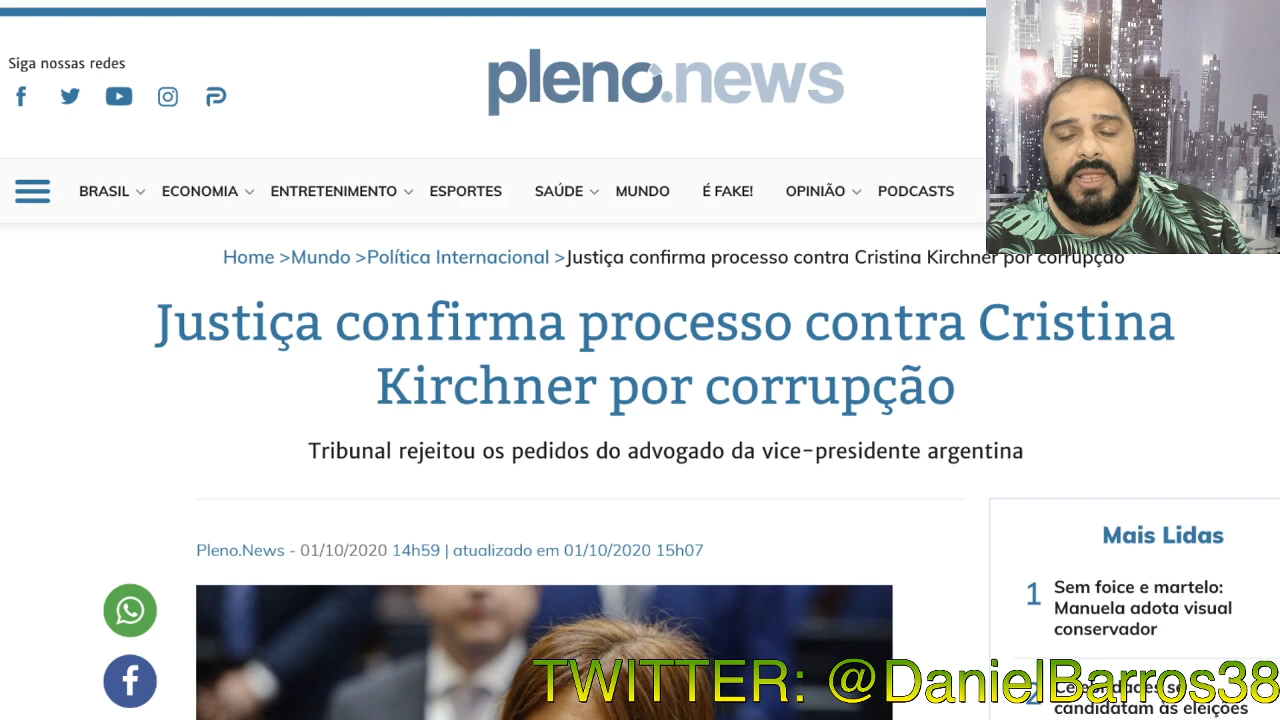 Siga nossas redes
pleno.news
BRASIL ECONOMIA ENTRETENIMENTO ESPORTES SAÚDE MUNDO É FAKE! OPINIÃO PODCASTS
Home >Mundo >Política Internacional >Justiça confirma processo contra Cristina Kirchner por corrupção
Justiça confirma processo contra Cristina
Kirchner por corrupção
Tribunal rejeitou os pedidos do advogado da vice-presidente argentina
Pleno.News - 01/10/2020 14h59 | atualizado em 01/10/2020 15h07
Mais Lidas
1 Sem foice e martelo:
Manuela adota visual
conservador
2 Celebridades se
candidatam às eleições
TWITTER: @DanielBarros38